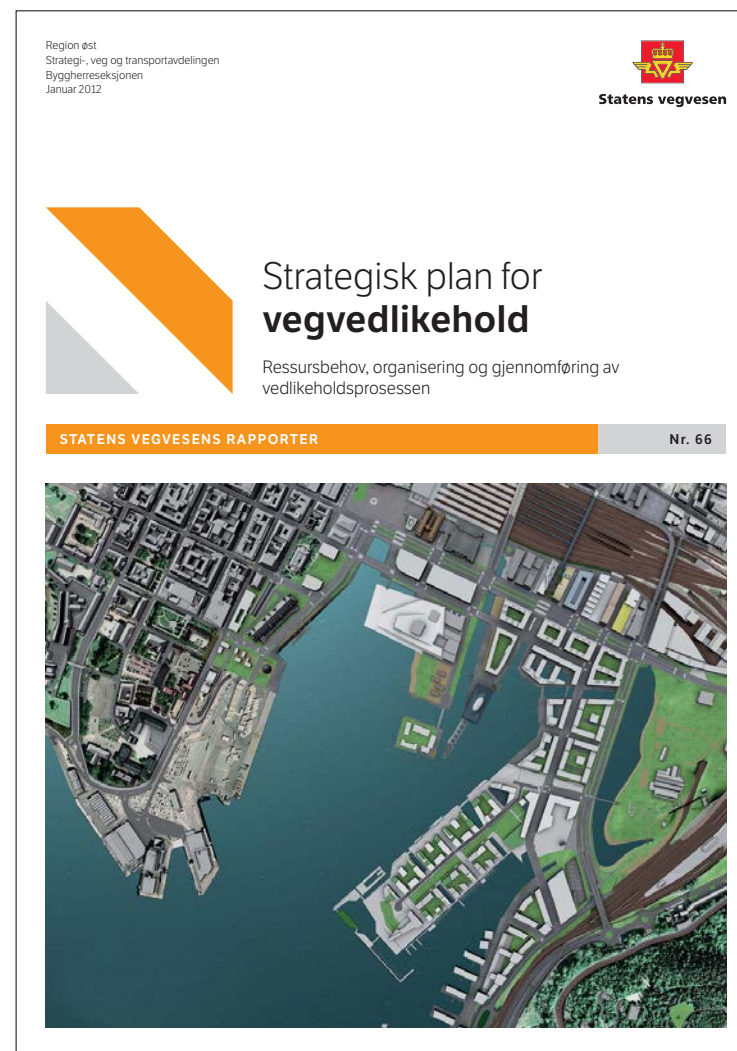 Region øst
Strategi-, veg og transportavdelingen
Byggherreseksjonen
Januar 2012
Statens vegvesen
Strategisk plan for
vegvedlikehold
Ressursbehov, organisering og gjennomføring av
vedlikeholdsprosessen
STATENS VEGVESENS RAPPORTER
Nr. 66